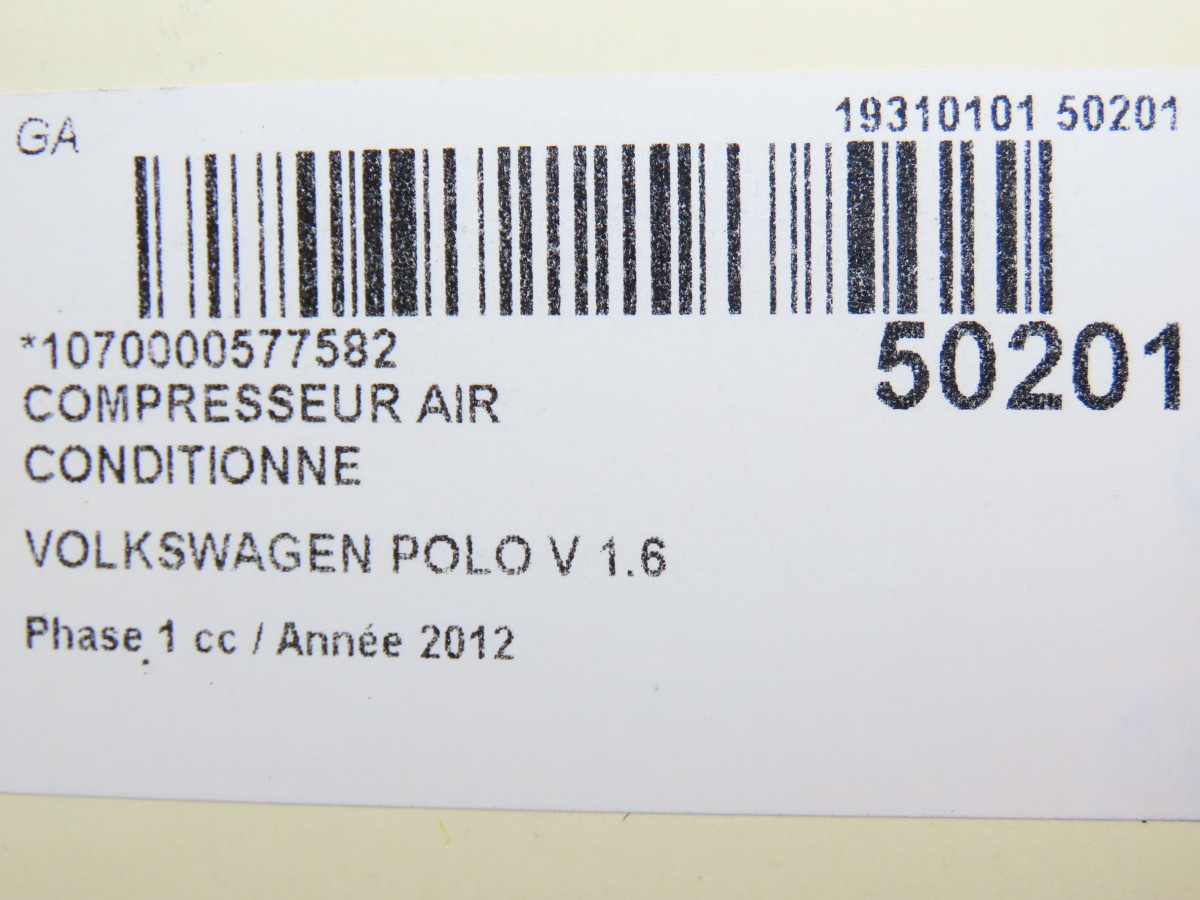 GA
19310101 50201
*1070000577582
50201
COMPRESSEUR AIR
CONDITIONNE
VOLKSWAGEN POLO V 1.6
Phase 1 cc / Année 2012